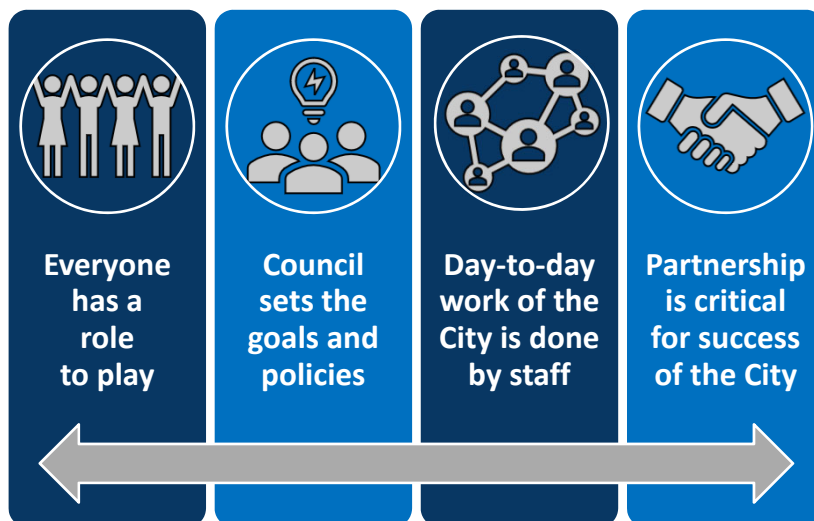 Everyone
has a
role
to play
Council
sets the
goals and
policies
Day-to-day
work of the
City is done
by staff
Partnership
is critical
for success
of the City